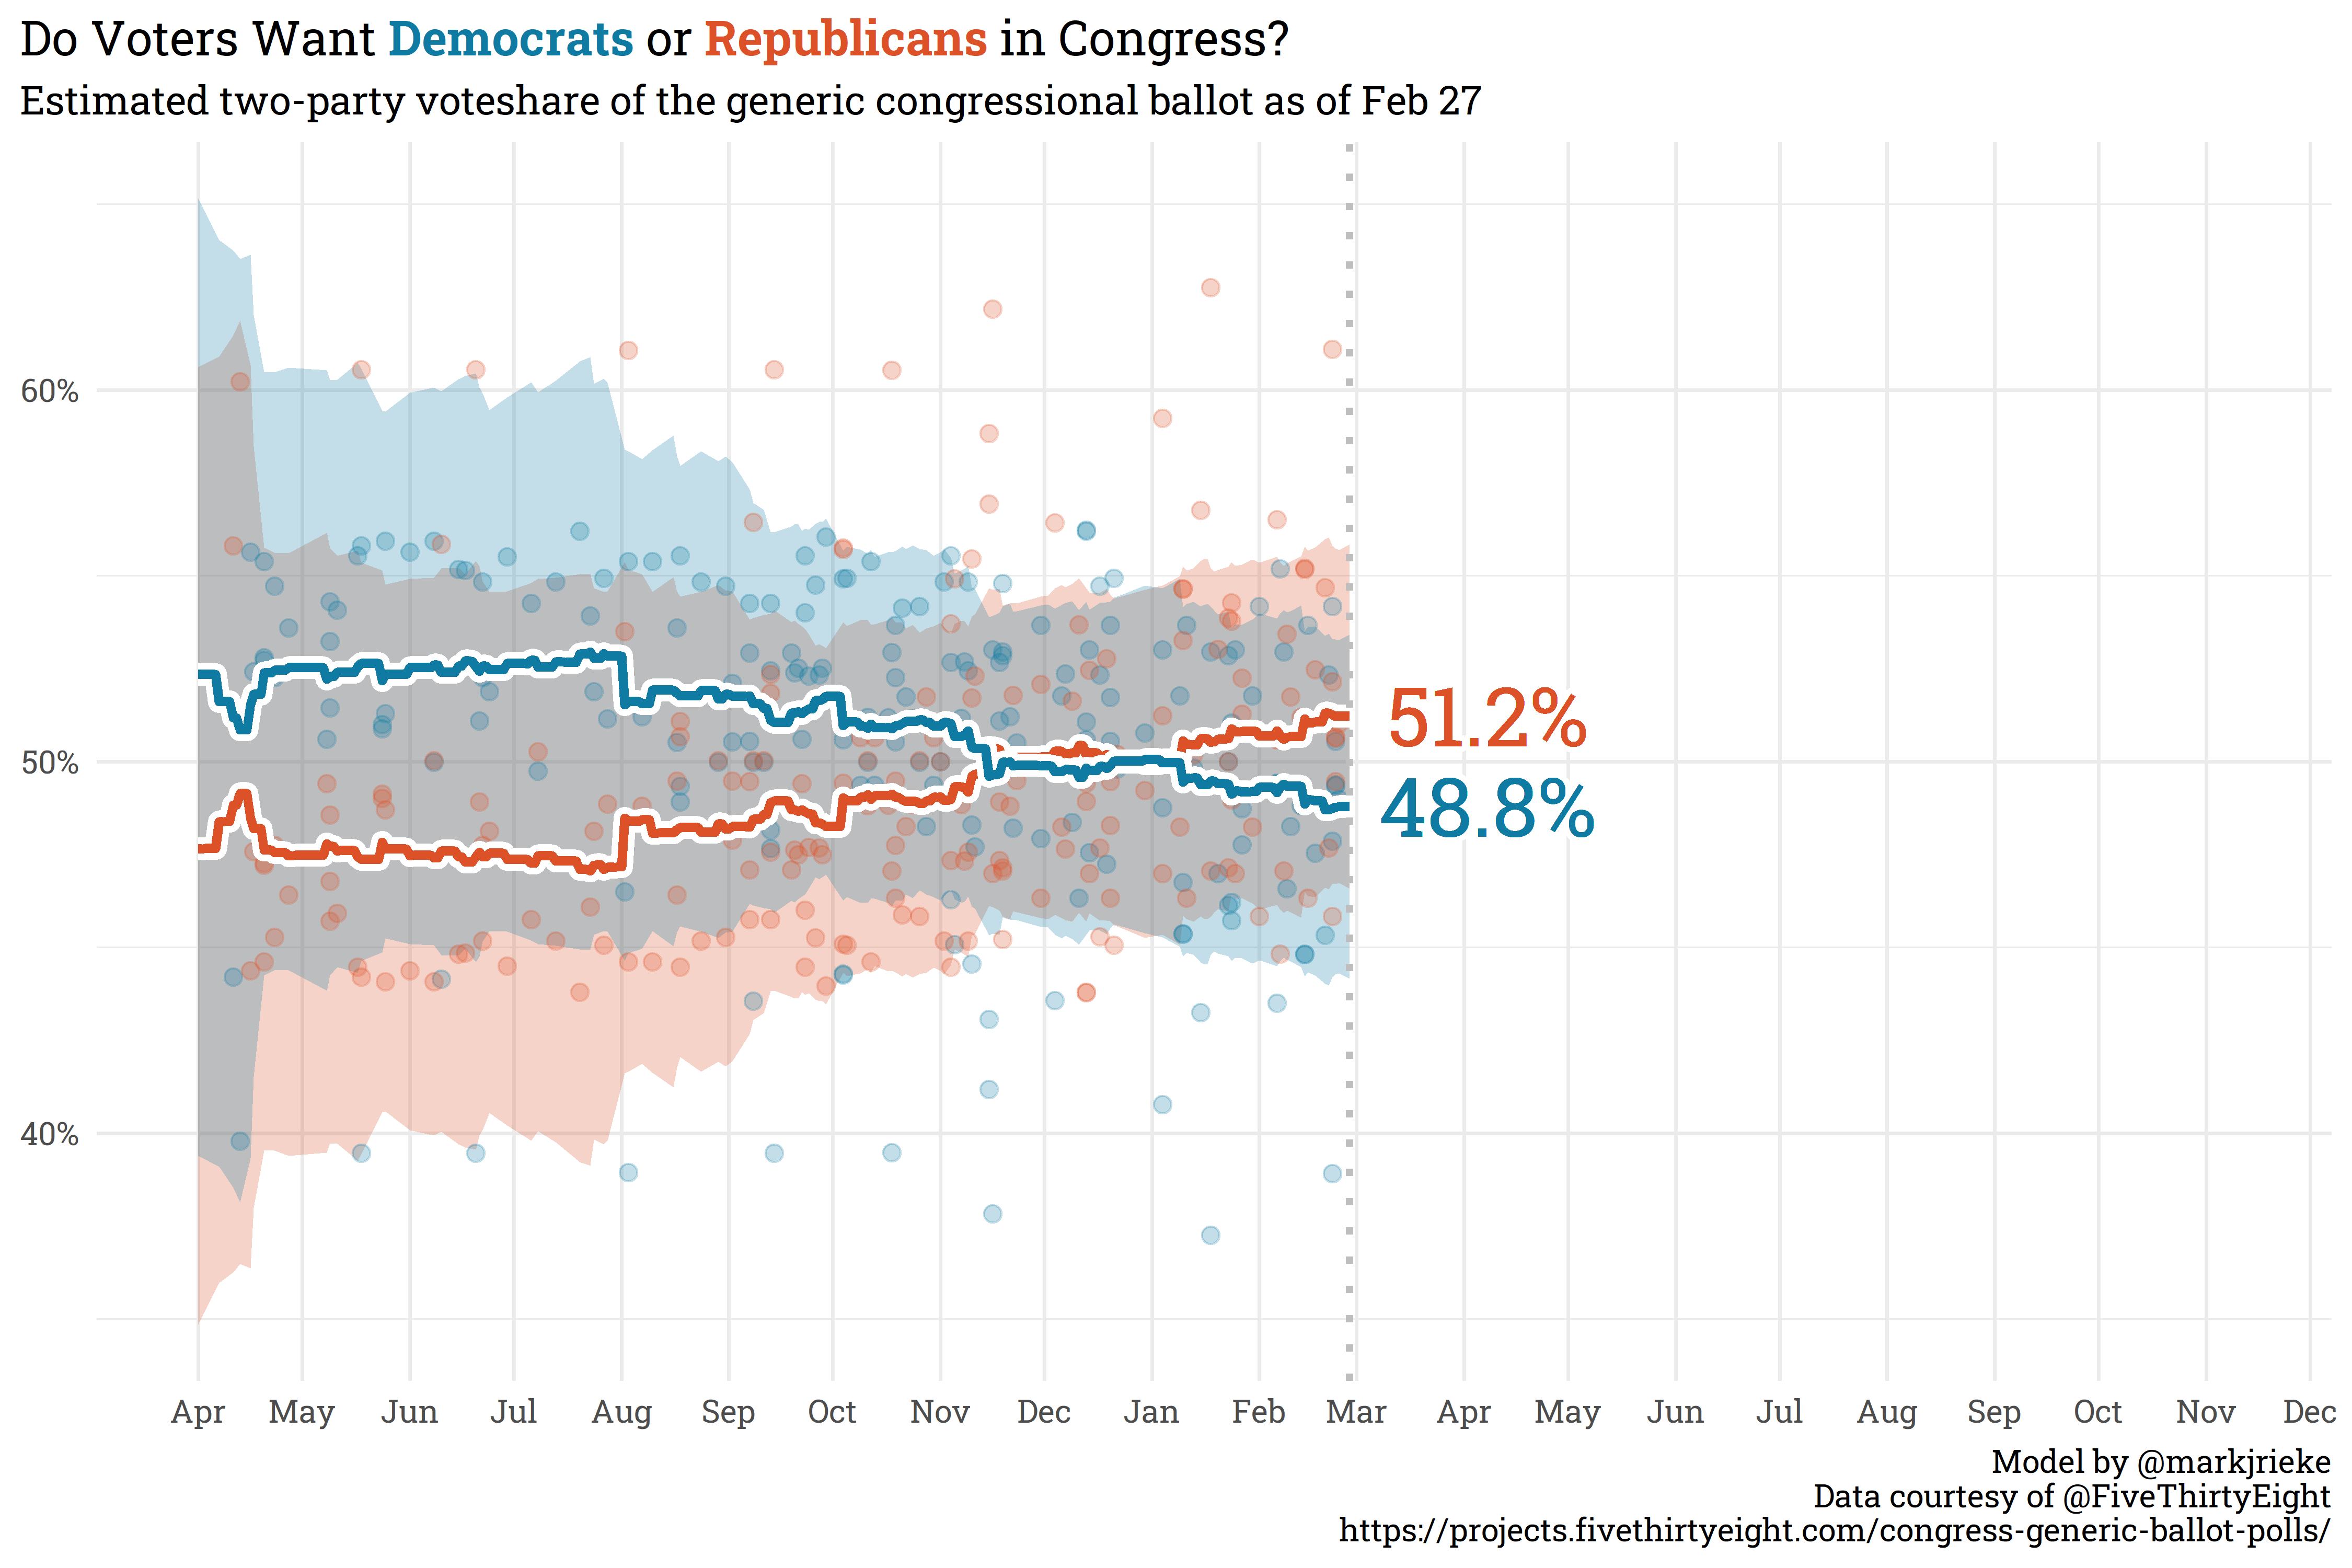 Do Voters Want Democrats or Republicans in Congress?
Estimated two-party voteshare of the generic congressional ballot as of Feb 27
60%
50%
40%
51.2%
48.8%
Apr May Jun Jul Aug Sep Oct Nov Dec Jan Feb Mar Apr May Jun Jul Aug Sep Oct Nov Dec
Model by @markjrieke
Data courtesy of @FiveThirtyEight
https://projects.fivethirtyeight.com/congress-generic-ballot-polls/